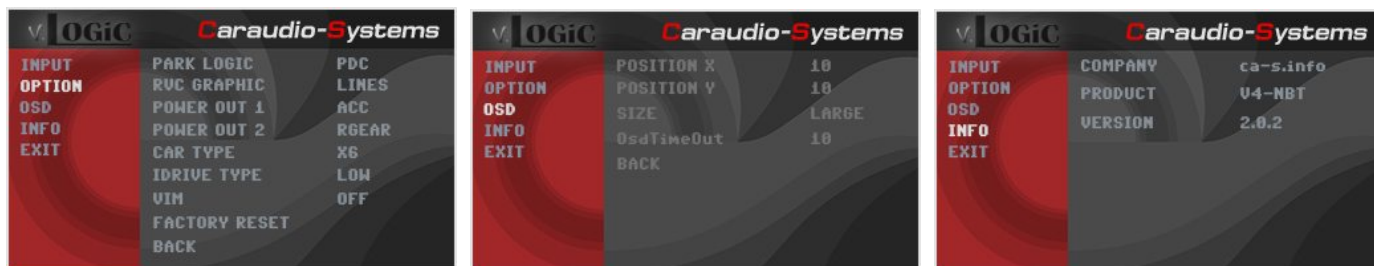 v.LOGiC Caraudio-Systems
INPUT
OPTION
OSD
INFO
EXIT
PARK LOGIC PDC
RVC GRAPHIC LINES
POWER OUT 1 ACC
POWER OUT 2 RGEAR
CAR TYPE X6
IDRIVE TYPE LOW
VIM OFF
FACTORY RESET
BACK
v.LOGiC Caraudio-Systems
INPUT
OPTION
OSD
INFO
EXIT
POSITION X 10
POSITION Y 10
SIZE LARGE
OsdTimeOut 10
BACK
v.LOGiC Caraudio-Systems
INPUT
OPTION
OSD
INFO
EXIT
COMPANY ca-s.info
PRODUCT V4-NBT
VERSION 2.0.2